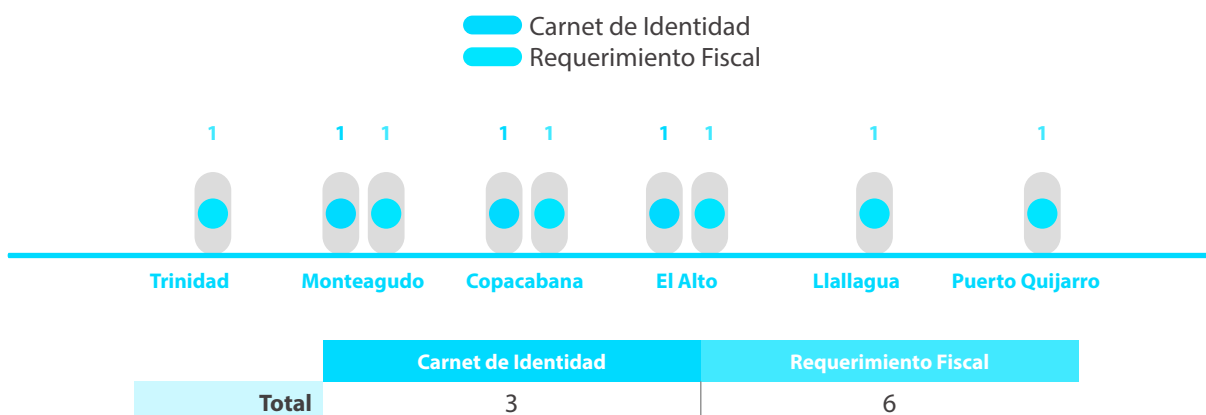 Carnet de Identidad
Requerimiento Fiscal
1 1 1 1 1 1 1 1 1
Trinidad Monteagudo Copacabana El Alto Llallagua Puerto Quijarro
Carnet de Identidad Requerimiento Fiscal
Total 3 6